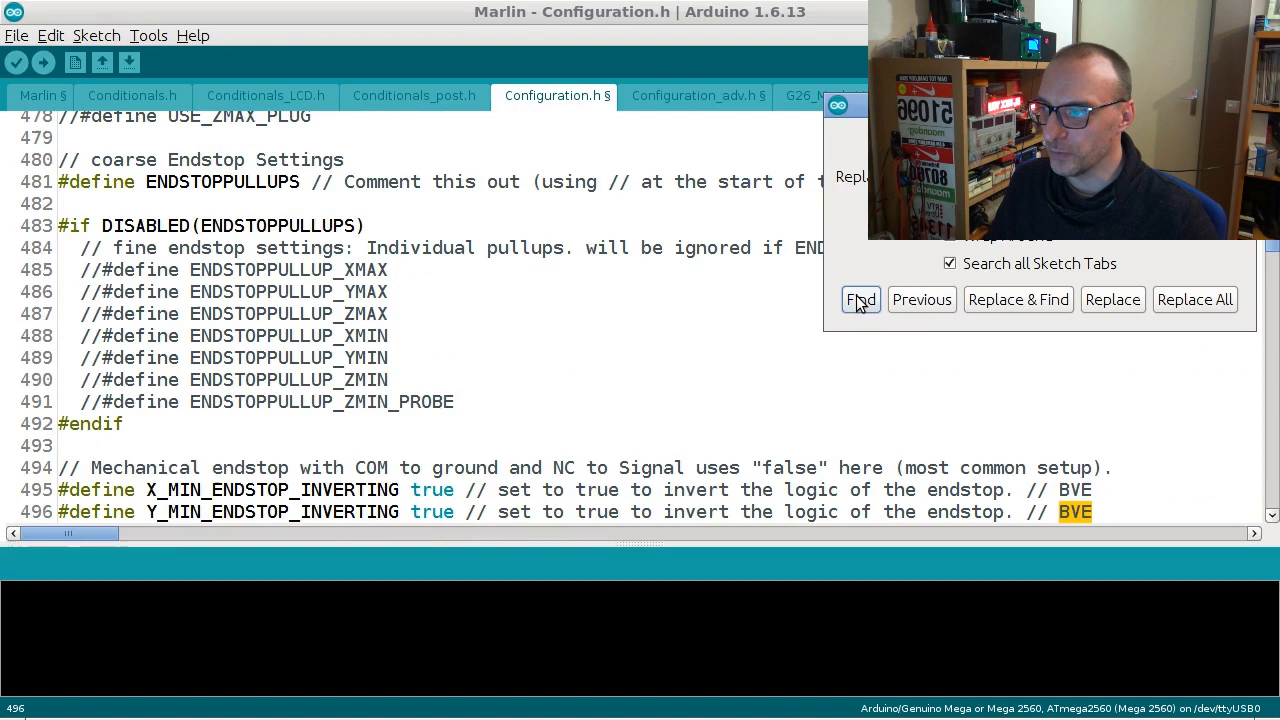 Marlin - Configuration.h | Arduino 1.6.13
File Edit Sketch Tools Help
Marlin § Conditionals.h Conditionals_LCD.h Conditionals_post.h Configuration.h § Configuration_adv.h §
478 //#define USE_ZMAX_PLUG
479
480 // coarse Endstop Settings
481 #define ENDSTOPPULLUPS // Comment this out (using // at the start of
482
483 #if DISABLED(ENDSTOPPULLUPS)
484 // fine endstop settings: Individual pullups. will be ignored if
485 //#define ENDSTOPPULLUP_XMAX
486 //#define ENDSTOPPULLUP_YMAX
487 //#define ENDSTOPPULLUP_ZMAX
488 //#define ENDSTOPPULLUP_XMIN
489 //#define ENDSTOPPULLUP_YMIN
490 //#define ENDSTOPPULLUP_ZMIN
491 //#define ENDSTOPPULLUP_ZMIN_PROBE
492 #endif
493
494 // Mechanical endstop with COM to ground and NC to Signal uses "false" here (most common setup).
495 #define X_MIN_ENDSTOP_INVERTING true // set to true to invert the logic of the endstop. // BVE
496 #define Y_MIN_ENDSTOP_INVERTING true // set to true to invert the logic of the endstop. // BVE
Search all Sketch Tabs
Find Previous Replace & Find Replace Replace All
496
Arduino/Genuino Mega or Mega 2560, ATmega2560 (Mega 2560) on /dev/ttyUSB0